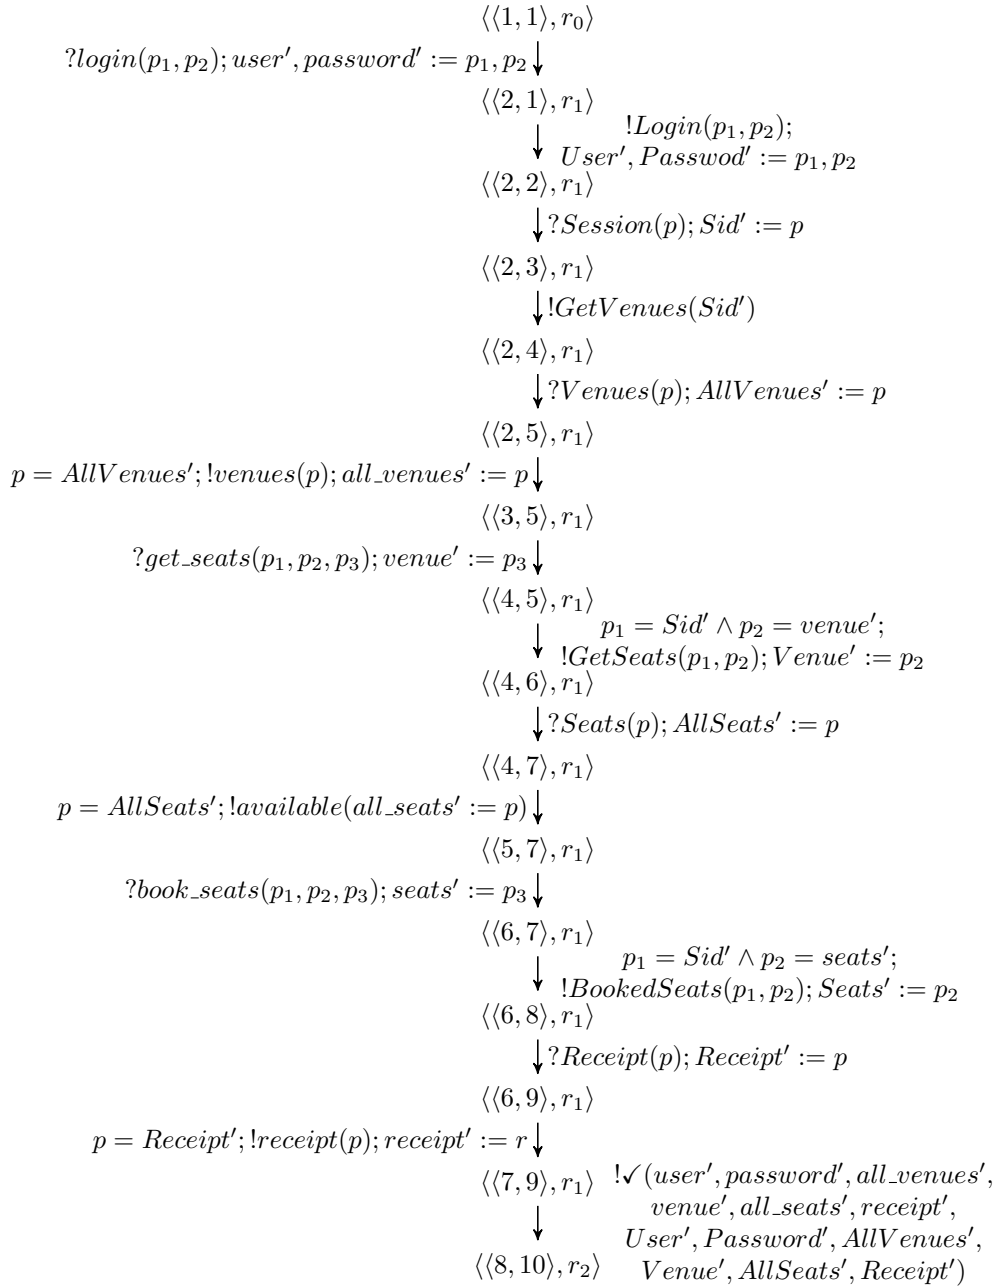 ⟨⟨1, 1⟩, r₀⟩
?login(p₁, p₂); user′, password′ := p₁, p₂
⟨⟨2, 1⟩, r₁⟩
!Login(p₁, p₂);
User′, Passwod′ := p₁, p₂
⟨⟨2, 2⟩, r₁⟩
?Session(p); Sid′ := p
⟨⟨2, 3⟩, r₁⟩
!GetVenues(Sid′)
⟨⟨2, 4⟩, r₁⟩
?Venues(p); AllVenues′ := p
⟨⟨2, 5⟩, r₁⟩
p = AllVenues′; !venues(p); all_venues′ := p
⟨⟨3, 5⟩, r₁⟩
?get_seats(p₁, p₂, p₃); venue′ := p₃
⟨⟨4, 5⟩, r₁⟩
p₁ = Sid′ ∧ p₂ = venue′;
!GetSeats(p₁, p₂); Venue′ := p₂
⟨⟨4, 6⟩, r₁⟩
?Seats(p); AllSeats′ := p
⟨⟨4, 7⟩, r₁⟩
p = AllSeats′; !available(all_seats′ := p)
⟨⟨5, 7⟩, r₁⟩
?book_seats(p₁, p₂, p₃); seats′ := p₃
⟨⟨6, 7⟩, r₁⟩
p₁ = Sid′ ∧ p₂ = seats′;
!BookedSeats(p₁, p₂); Seats′ := p₂
⟨⟨6, 8⟩, r₁⟩
?Receipt(p); Receipt′ := p
⟨⟨6, 9⟩, r₁⟩
p = Receipt′; !receipt(p); receipt′ := r
⟨⟨7, 9⟩, r₁⟩
!✓(user′, password′, all_venues′,
venue′, all_seats′, receipt′,
User′, Password′, AllVenues′,
Venue′, AllSeats′, Receipt′)
⟨⟨8, 10⟩, r₂⟩